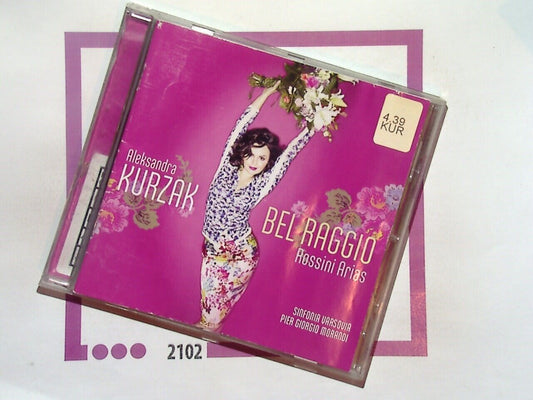 4.39
KUR
Aleksandra
KURZAK
BEL RAGGIO
Rossini Arias
SINFONIA VARSOVIA
PIER GIORGIO MORANDI
2102